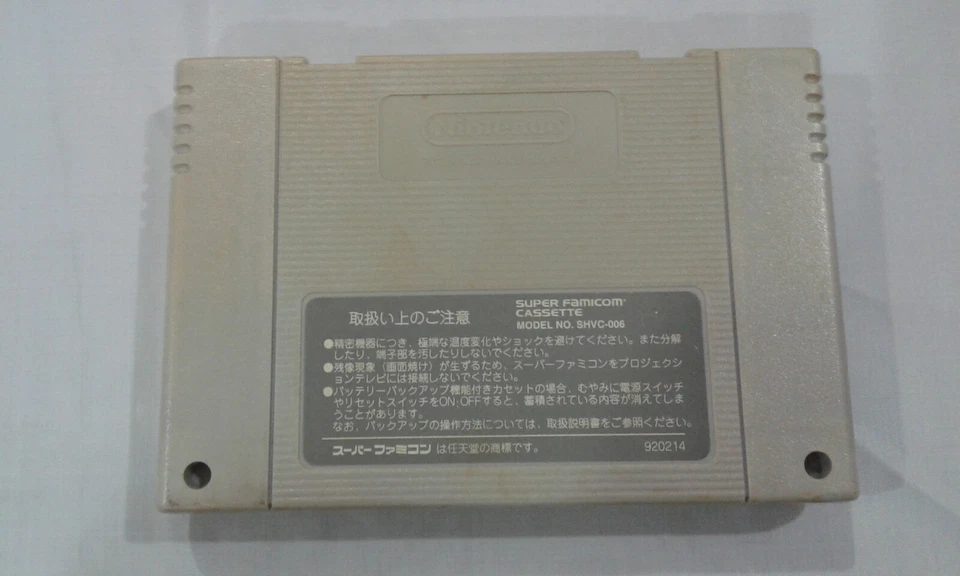 Nintendo
取扱い上のご注意
SUPER FAMICOM
CASSETTE
MODEL NO. SHVC-006
●精密機器につき、極端な温度変化やショックを避けてください。また分解
したり、端子部を汚したりしないでください。
●残像現象（画面焼け）が生ずるため、スーパーファミコンをプロジェクシ
ョンテレビには接続しないでください。
●バッテリーバックアップ機能付きカセットの場合、むやみに電源スイッチ
やリセットスイッチをON・OFFすると、蓄積されている内容が消えてしま
うことがあります。
なお、バックアップの操作方法については、取扱説明書をご参照ください。
スーパーファミコン は任天堂の商標です。
920214